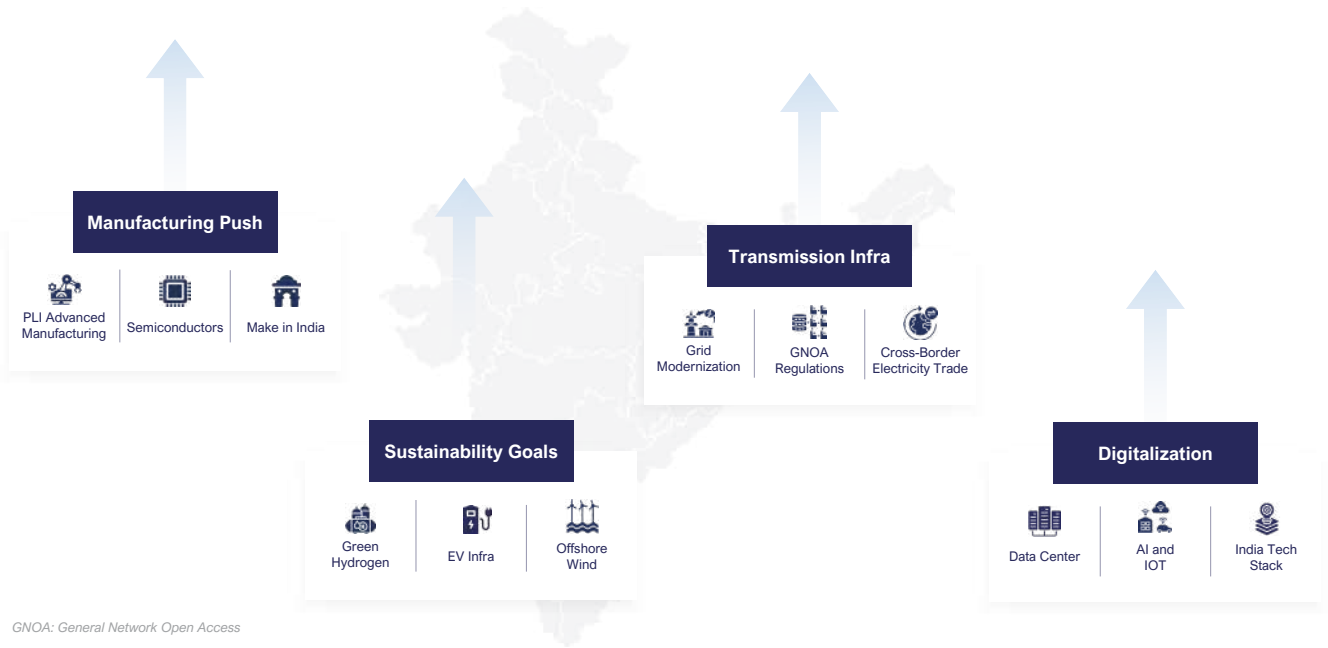 Manufacturing Push
PLI Advanced
Manufacturing
Semiconductors
Make in India
Sustainability Goals
Green
Hydrogen
EV Infra
Offshore
Wind
Transmission Infra
Grid
Modernization
GNOA
Regulations
Cross-Border
Electricity Trade
Digitalization
Data Center
AI and
IOT
India Tech
Stack
GNOA: General Network Open Access